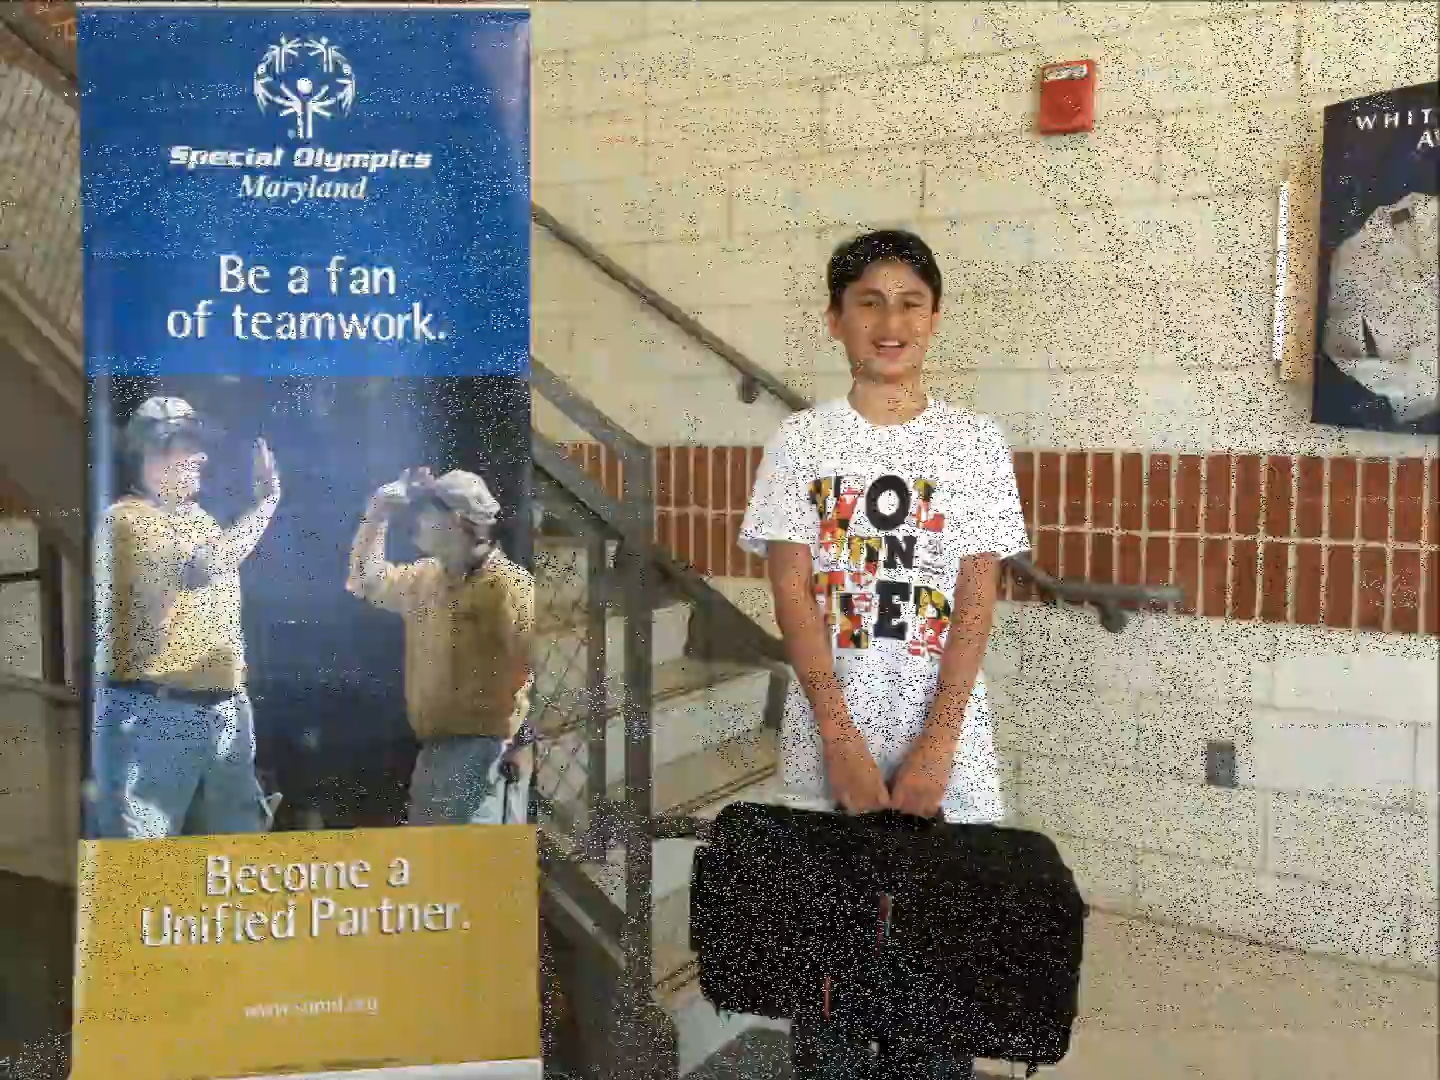 Special Olympics
Maryland
Be a fan
of teamwork.
Become a
Unified Partner.
www.somd.org
VOL
UN
TEER
WHIT